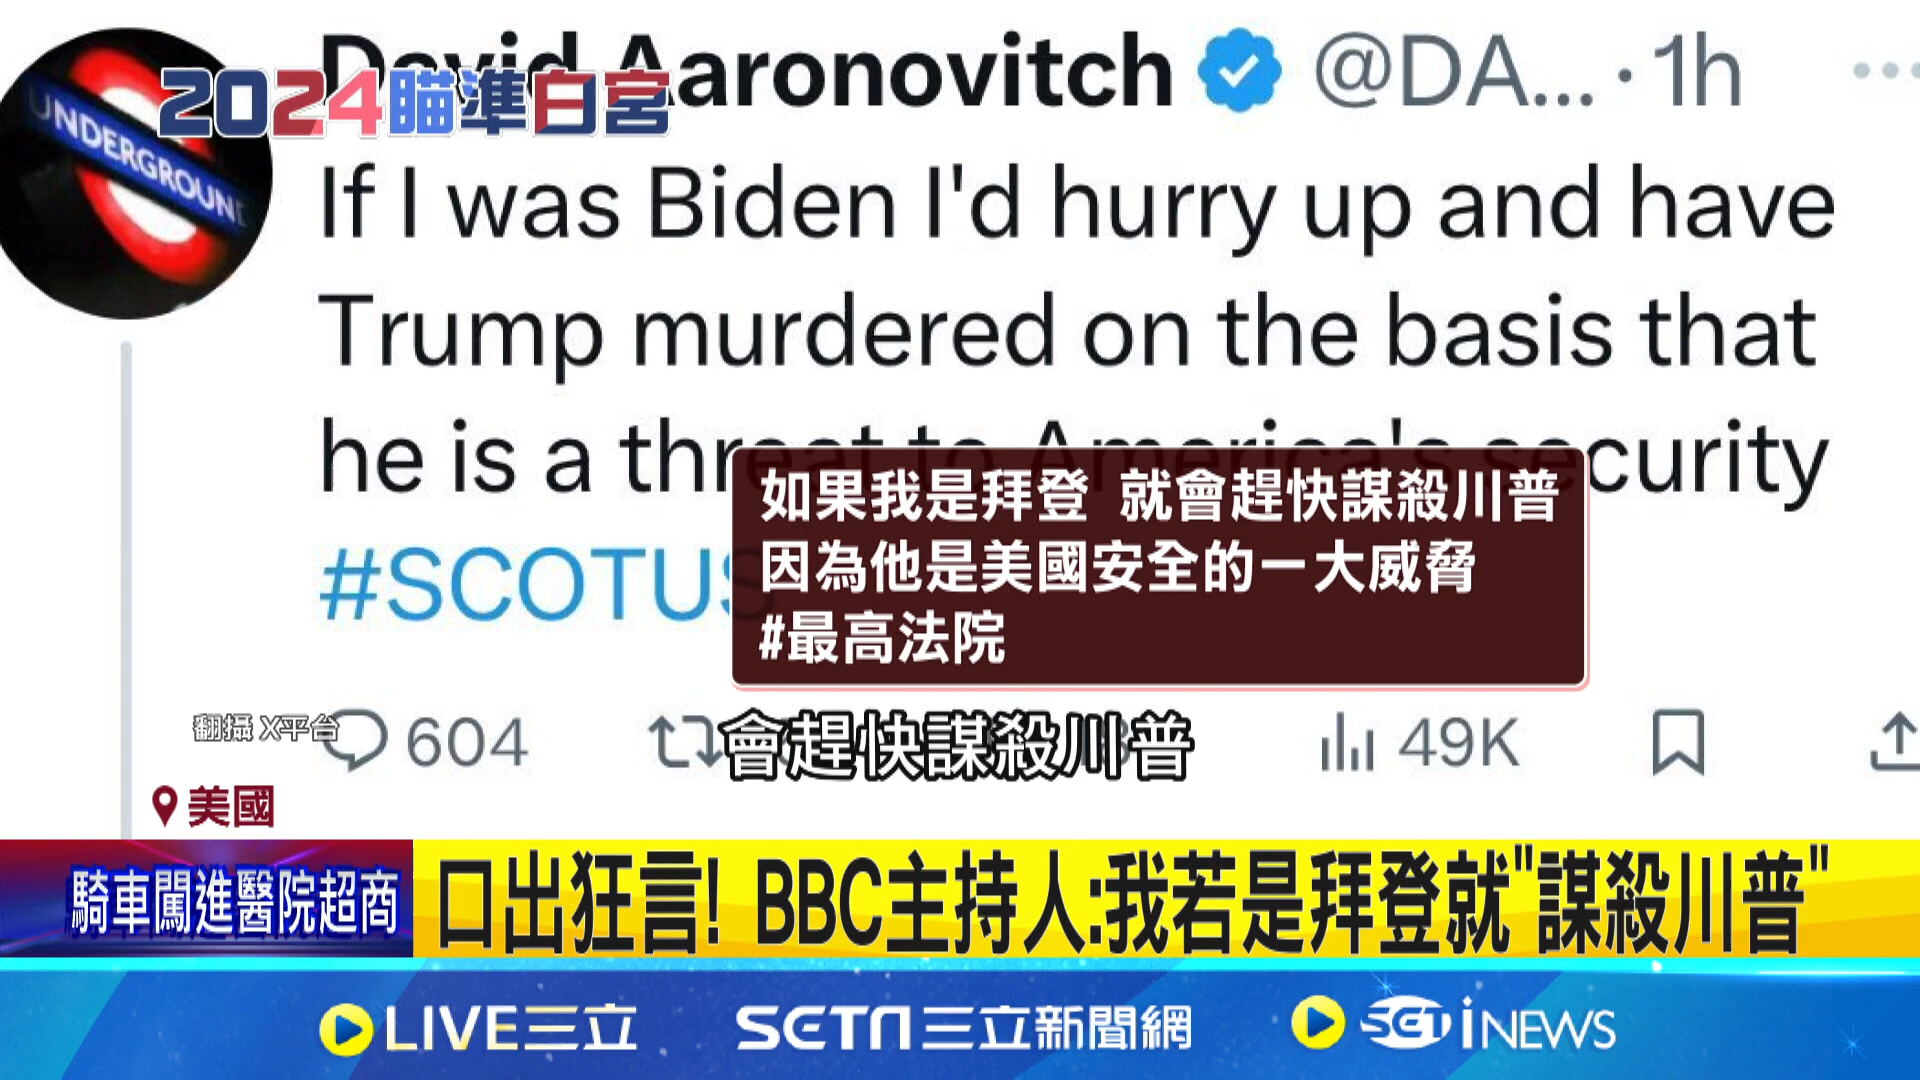 David Aaronovitch @DA... · 1h
2024瞄準白宮
UNDERGROUND
If I was Biden I'd hurry up and have
Trump murdered on the basis that
he is a threat to America's security
#SCOTUS
如果我是拜登 就會趕快謀殺川普
因為他是美國安全的一大威脅
#最高法院
翻攝 X平台
604
49K
會趕快謀殺川普
美國
騎車闖進醫院超商
口出狂言! BBC主持人:我若是拜登就"謀殺川普"
LIVE三立
SETN三立新聞網
SETiNEWS